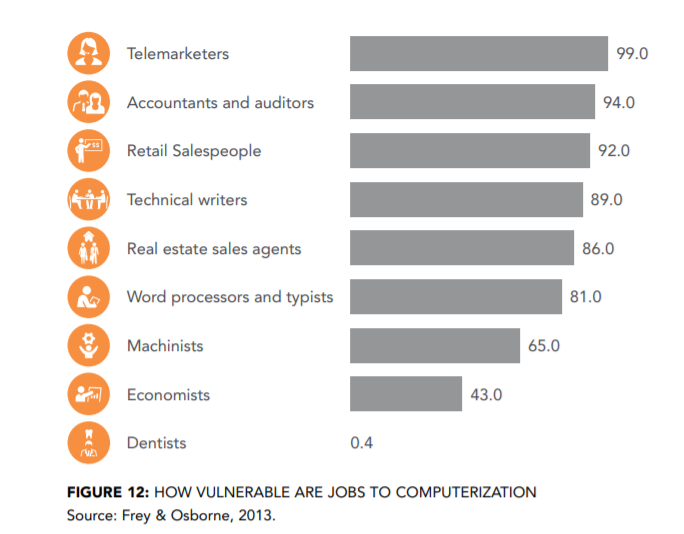 Telemarketers 99.0
Accountants and auditors 94.0
$$
Retail Salespeople 92.0
Technical writers 89.0
Real estate sales agents 86.0
Word processors and typists 81.0
Machinists 65.0
Economists 43.0
Dentists 0.4
FIGURE 12: HOW VULNERABLE ARE JOBS TO COMPUTERIZATION
Source: Frey & Osborne, 2013.